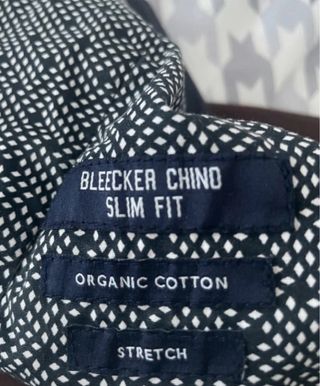 BLEECKER CHINO
SLIM FIT
ORGANIC COTTON
STRETCH